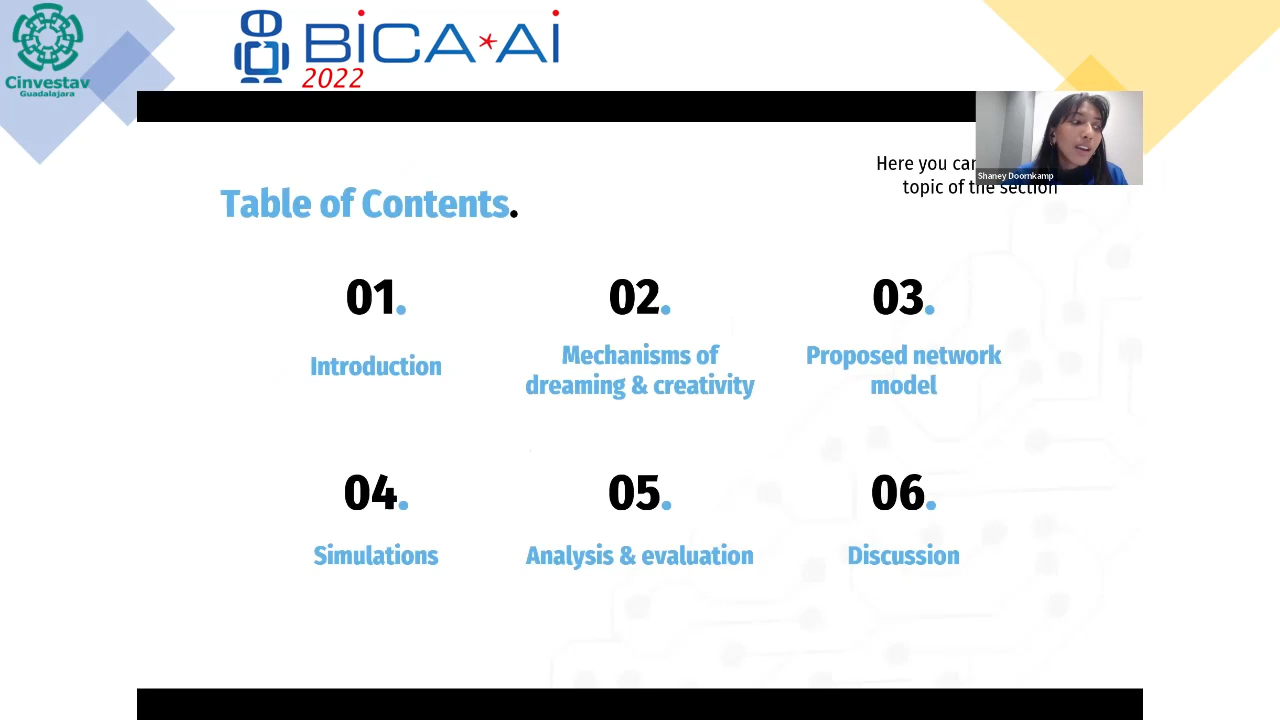 Cinvestav
Guadalajara
BiCA*Ai
2022
Here you can
topic of the section
Shaney Doornkamp
Table of Contents.
01.
Introduction
02.
Mechanisms of
dreaming & creativity
03.
Proposed network
model
04.
Simulations
05.
Analysis & evaluation
06.
Discussion